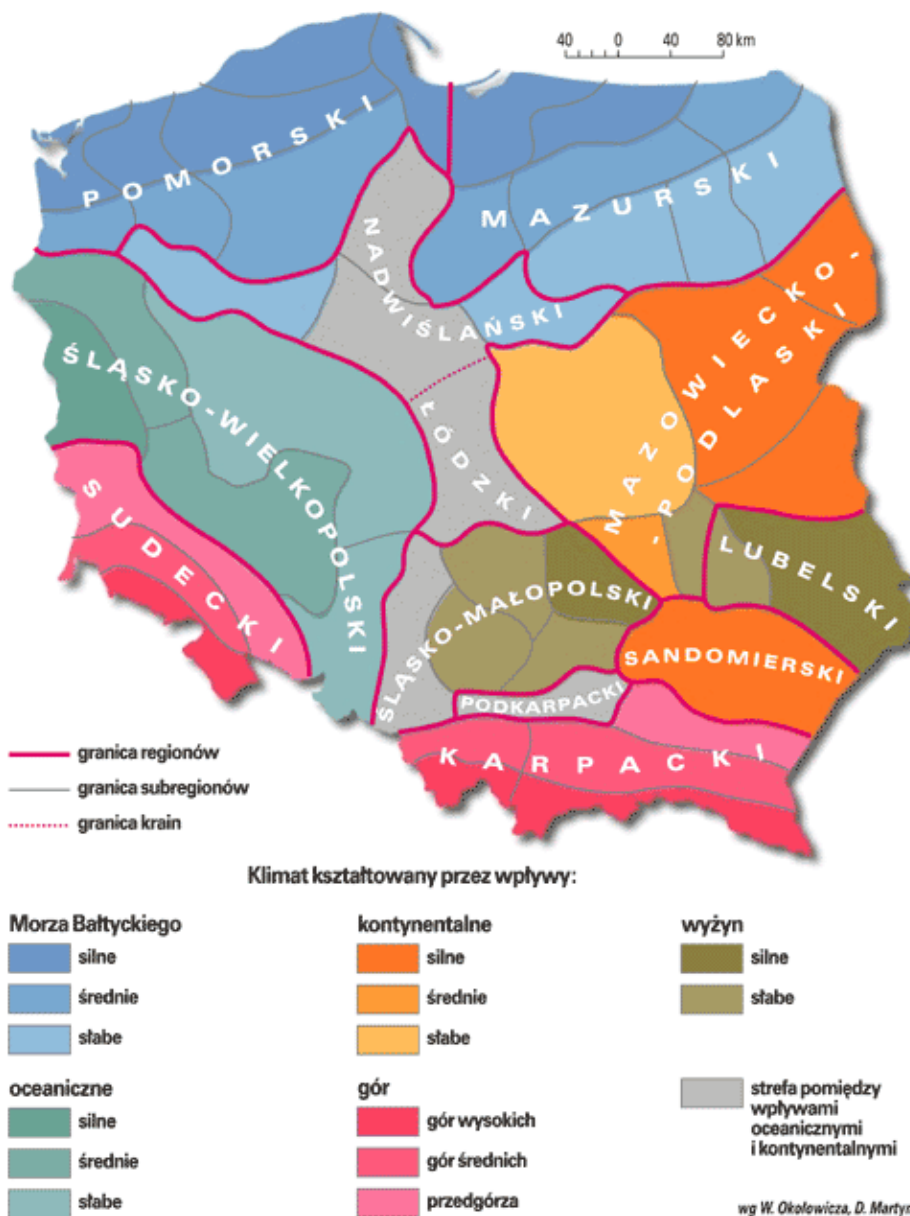 40 0 40 80 km
POMORSKI
MAZURSKI
NADWIŚLAŃSKI
MAZOWIECKO-
-PODLASKI
ŚLĄSKO-WIELKOPOLSKI
ŁÓDZKI
SUDECKI
LUBELSKI
ŚLĄSKO-MAŁOPOLSKI
SANDOMIERSKI
PODKARPACKI
KARPACKI
granica regionów
granica subregionów
granica krain
Klimat kształtowany przez wpływy:
Morza Bałtyckiego
silne
średnie
słabe
kontynentalne
silne
średnie
słabe
wyżyn
silne
słabe
oceaniczne
silne
średnie
słabe
gór
gór wysokich
gór średnich
przedgórza
strefa pomiędzy
wpływami
oceanicznymi
i kontynentalnymi
wg W. Okołowicza, D. Martyn